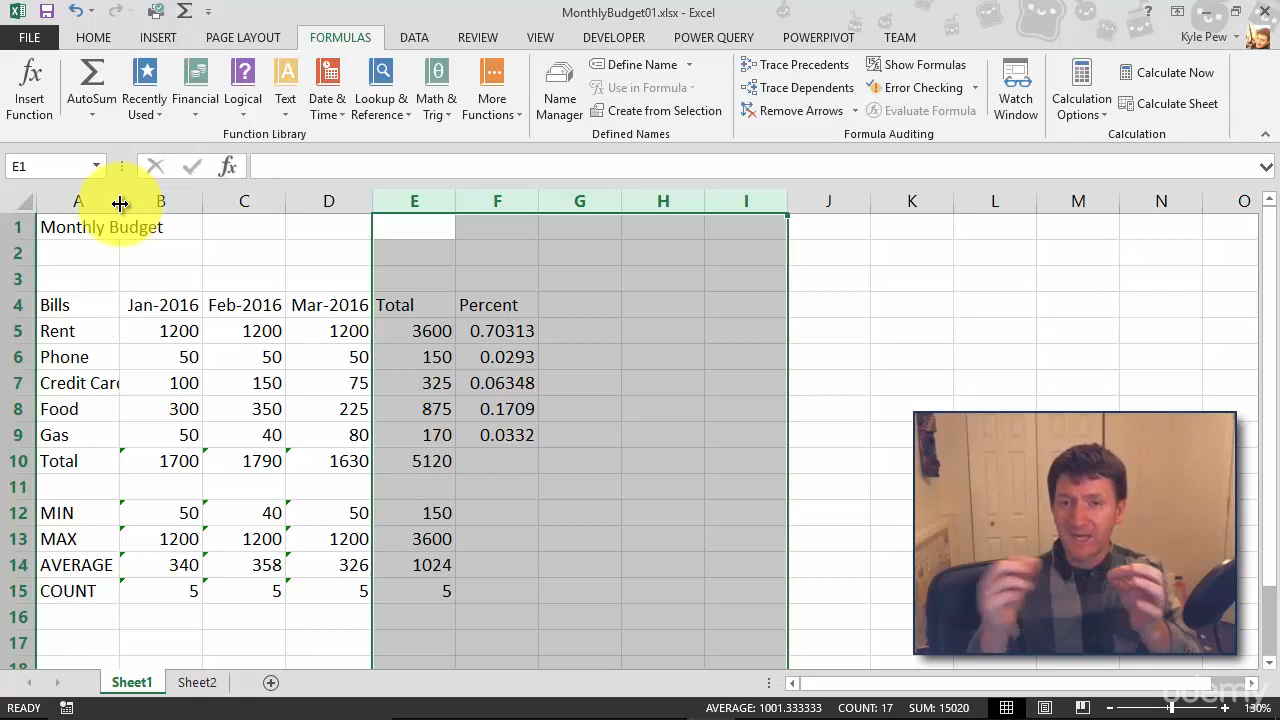 MonthlyBudget01.xlsx - Excel
FILE HOME INSERT PAGE LAYOUT FORMULAS DATA REVIEW VIEW DEVELOPER POWER QUERY POWERPIVOT TEAM Kyle Pew
Insert Function
AutoSum
Recently Used
Financial
Logical
Text
Date & Time
Lookup & Reference
Math & Trig
More Functions
Function Library
Name Manager
Define Name
Use in Formula
Create from Selection
Defined Names
Trace Precedents
Trace Dependents
Remove Arrows
Show Formulas
Error Checking
Evaluate Formula
Formula Auditing
Watch Window
Calculation Options
Calculate Now
Calculate Sheet
Calculation
E1 fx
A B C D E F G H I J K L M N O
1 Monthly Budget
2
3
4 Bills Jan-2016 Feb-2016 Mar-2016 Total Percent
5 Rent 1200 1200 1200 3600 0.70313
6 Phone 50 50 50 150 0.0293
7 Credit Card 100 150 75 325 0.06348
8 Food 300 350 225 875 0.1709
9 Gas 50 40 80 170 0.0332
10 Total 1700 1790 1630 5120
11
12 MIN 50 40 50 150
13 MAX 1200 1200 1200 3600
14 AVERAGE 340 358 326 1024
15 COUNT 5 5 5 5
16
17
18
Sheet1 Sheet2
udemy
READY AVERAGE: 1001.333333 COUNT: 17 SUM: 15020 130%